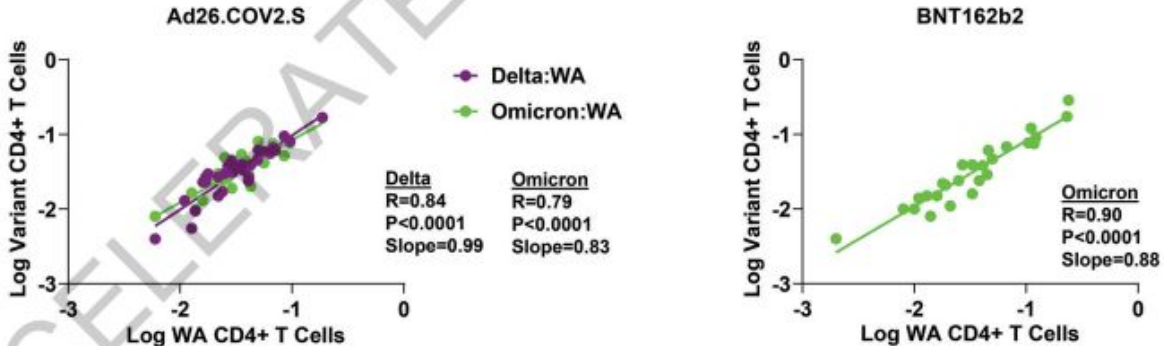 Ad26.COV2.S
Log Variant CD4+ T Cells
0
-1
-2
-3
-3
-2
-1
0
Log WA CD4+ T Cells
Delta:WA
Omicron:WA
Delta
R=0.84
P<0.0001
Slope=0.99
Omicron
R=0.79
P<0.0001
Slope=0.83
BNT162b2
Log Variant CD4+ T Cells
0
-1
-2
-3
-3
-2
-1
0
Log WA CD4+ T Cells
Omicron
R=0.90
P<0.0001
Slope=0.88
CELERATE